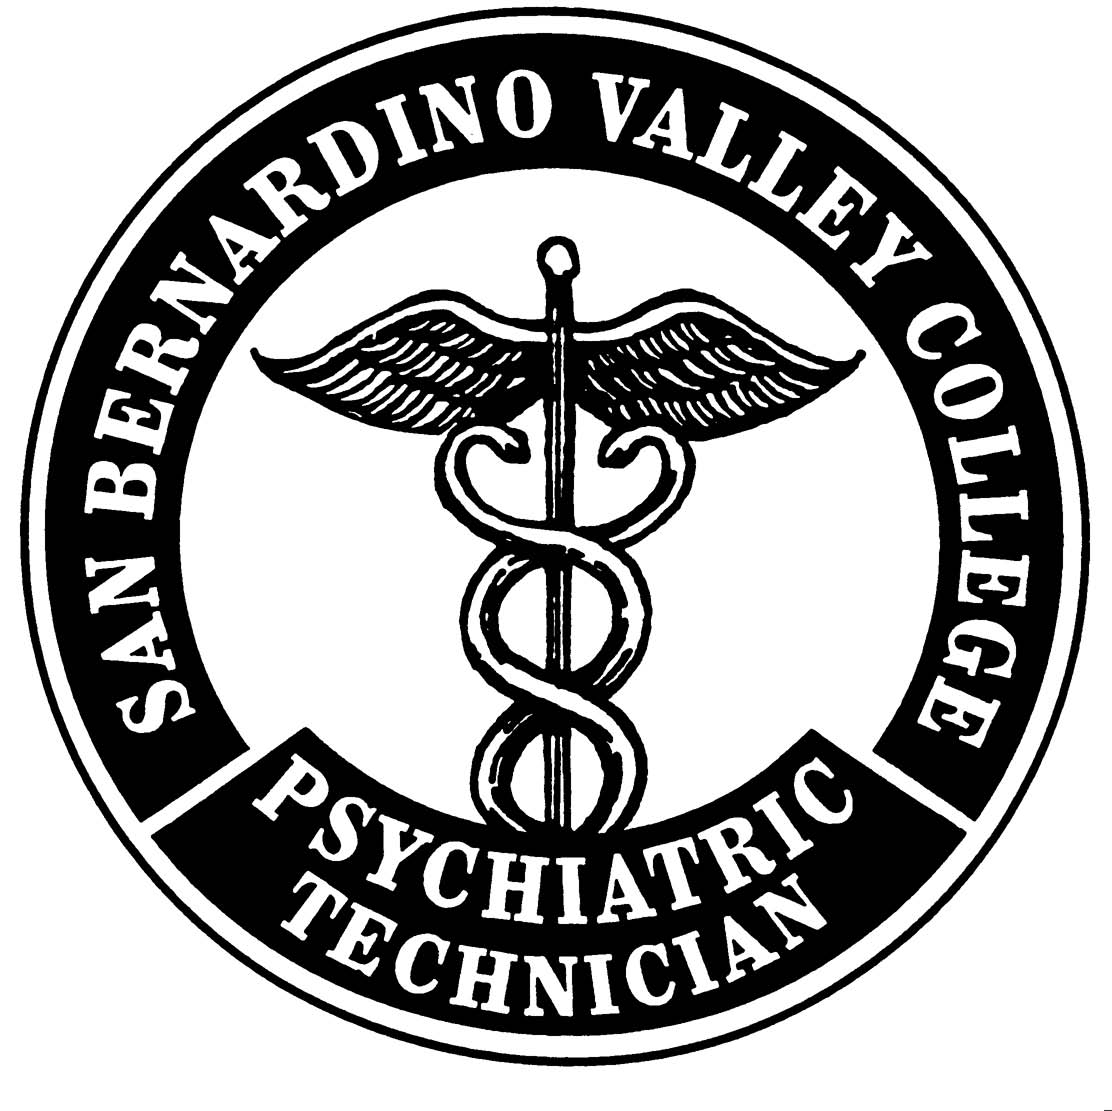 SAN BERNARDINO VALLEY COLLEGE
PSYCHIATRIC
TECHNICIAN